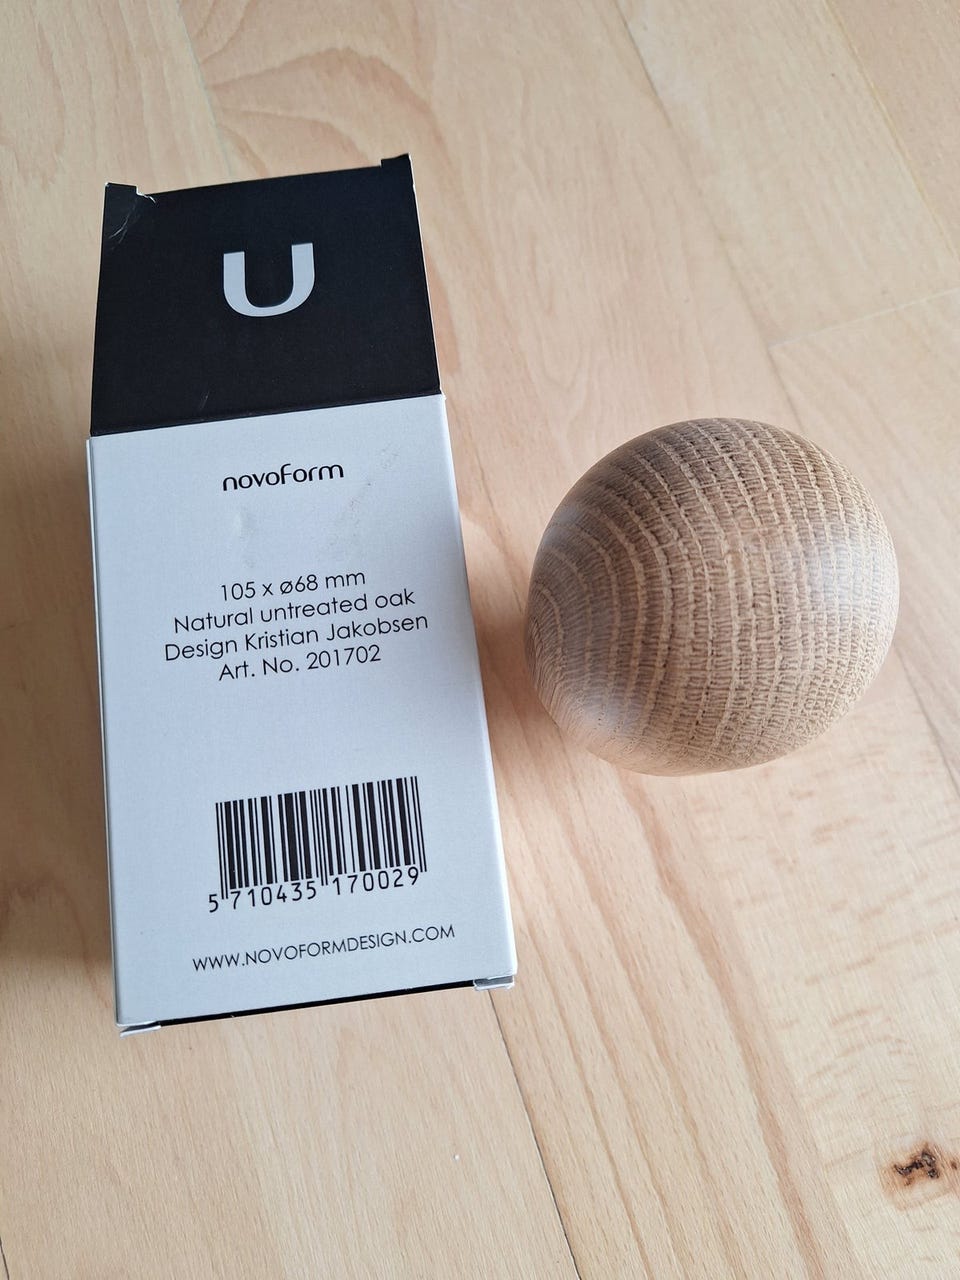 U
novoform
105 x ø68 mm
Natural untreated oak
Design Kristian Jakobsen
Art. No. 201702
5 710435 170029
WWW.NOVOFORMDESIGN.COM